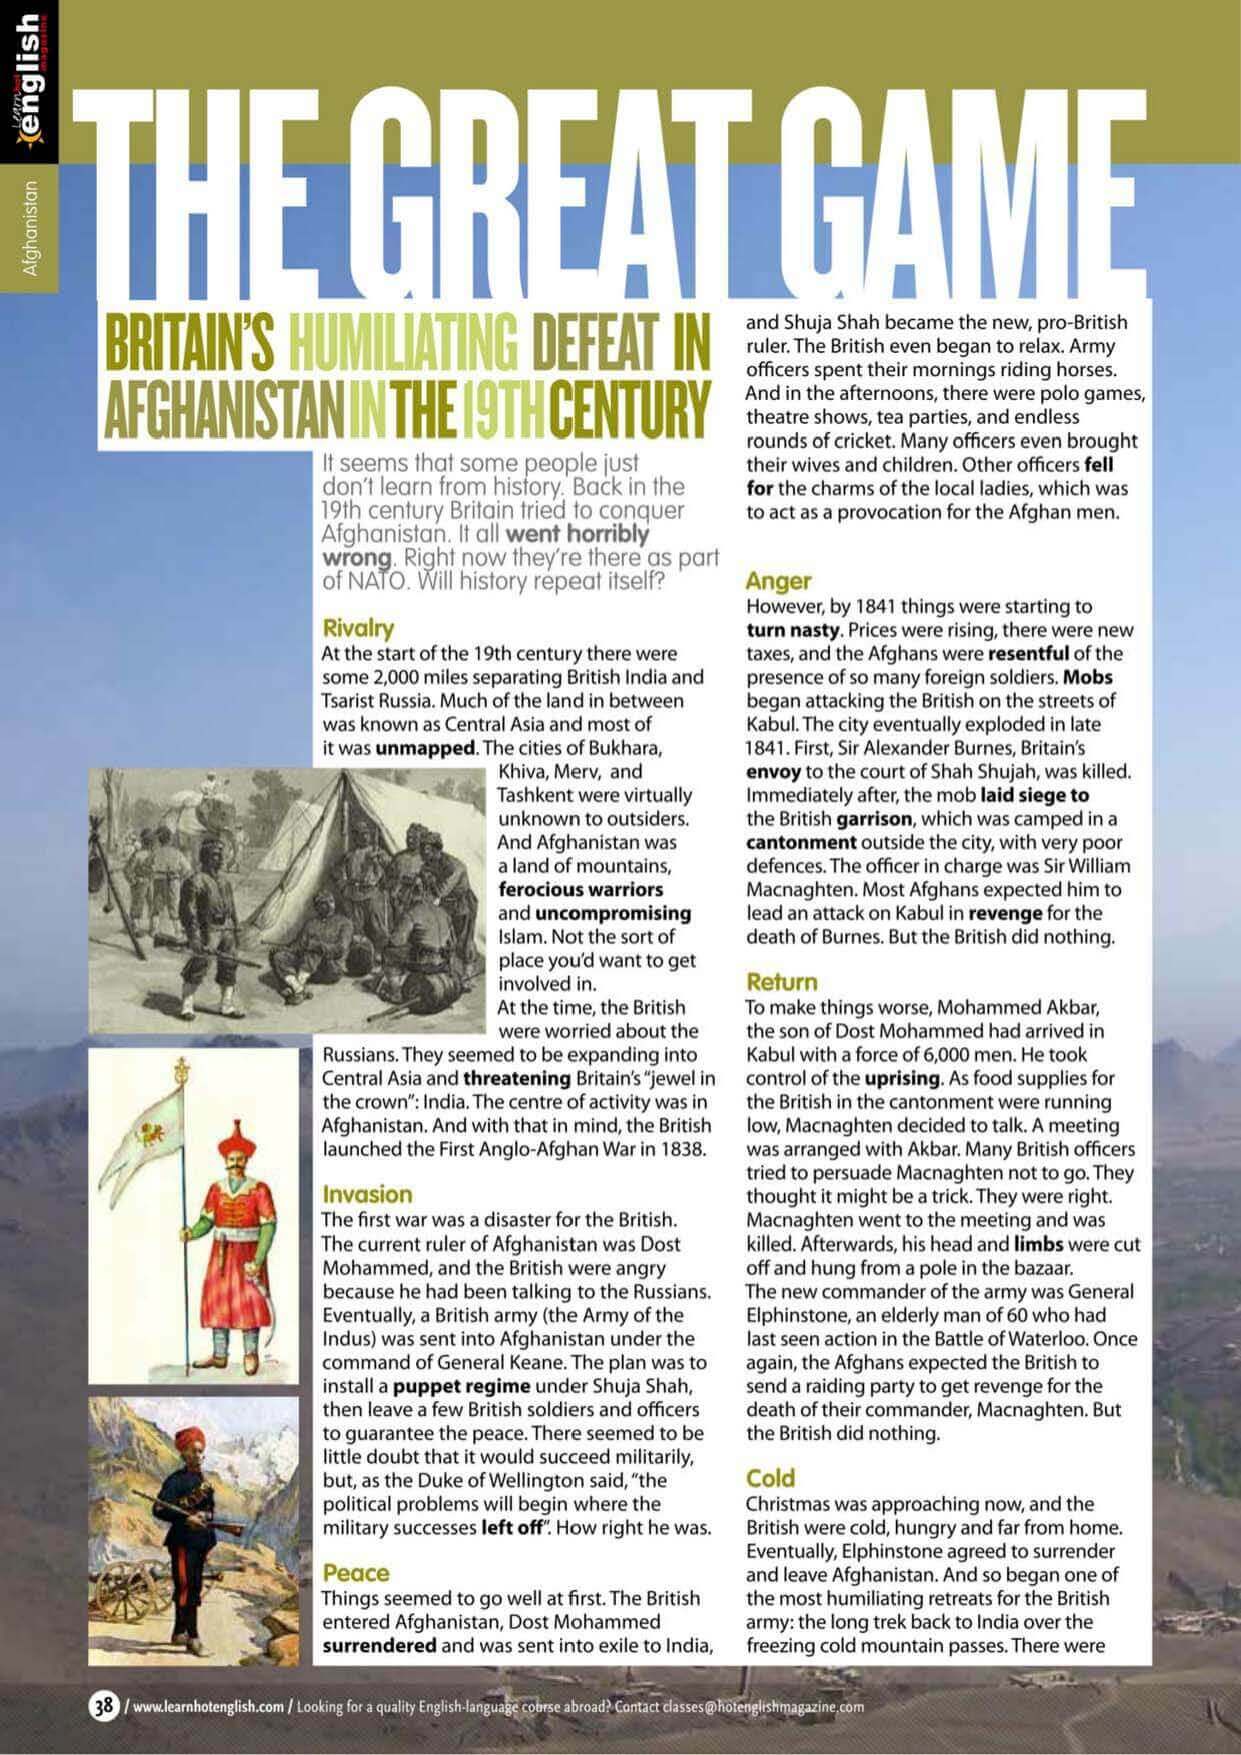 Learn hot
english
magazine
Afghanistan
THE GREAT GAME
BRITAIN'S HUMILIATING DEFEAT IN
AFGHANISTAN IN THE 19TH CENTURY
It seems that some people just
don't learn from history. Back in the
19th century Britain tried to conquer
Afghanistan. It all went horribly
wrong. Right now they're there as part
of NATO. Will history repeat itself?
Rivalry
At the start of the 19th century there were
some 2,000 miles separating British India and
Tsarist Russia. Much of the land in between
was known as Central Asia and most of
it was unmapped. The cities of Bukhara,
Khiva, Merv, and
Tashkent were virtually
unknown to outsiders.
And Afghanistan was
a land of mountains,
ferocious warriors
and uncompromising
Islam. Not the sort of
place you'd want to get
involved in.
At the time, the British
were worried about the
Russians. They seemed to be expanding into
Central Asia and threatening Britain's "jewel in
the crown": India. The centre of activity was in
Afghanistan. And with that in mind, the British
launched the First Anglo-Afghan War in 1838.
Invasion
The first war was a disaster for the British.
The current ruler of Afghanistan was Dost
Mohammed, and the British were angry
because he had been talking to the Russians.
Eventually, a British army (the Army of the
Indus) was sent into Afghanistan under the
command of General Keane. The plan was to
install a puppet regime under Shuja Shah,
then leave a few British soldiers and officers
to guarantee the peace. There seemed to be
little doubt that it would succeed militarily,
but, as the Duke of Wellington said, "the
political problems will begin where the
military successes left off". How right he was.
Peace
Things seemed to go well at first. The British
entered Afghanistan, Dost Mohammed
surrendered and was sent into exile to India,
and Shuja Shah became the new, pro-British
ruler. The British even began to relax. Army
officers spent their mornings riding horses.
And in the afternoons, there were polo games,
theatre shows, tea parties, and endless
rounds of cricket. Many officers even brought
their wives and children. Other officers fell
for the charms of the local ladies, which was
to act as a provocation for the Afghan men.
Anger
However, by 1841 things were starting to
turn nasty. Prices were rising, there were new
taxes, and the Afghans were resentful of the
presence of so many foreign soldiers. Mobs
began attacking the British on the streets of
Kabul. The city eventually exploded in late
1841. First, Sir Alexander Burnes, Britain's
envoy to the court of Shah Shujah, was killed.
Immediately after, the mob laid siege to
the British garrison, which was camped in a
cantonment outside the city, with very poor
defences. The officer in charge was Sir William
Macnaghten. Most Afghans expected him to
lead an attack on Kabul in revenge for the
death of Burnes. But the British did nothing.
Return
To make things worse, Mohammed Akbar,
the son of Dost Mohammed had arrived in
Kabul with a force of 6,000 men. He took
control of the uprising. As food supplies for
the British in the cantonment were running
low, Macnaghten decided to talk. A meeting
was arranged with Akbar. Many British officers
tried to persuade Macnaghten not to go. They
thought it might be a trick. They were right.
Macnaghten went to the meeting and was
killed. Afterwards, his head and limbs were cut
off and hung from a pole in the bazaar.
The new commander of the army was General
Elphinstone, an elderly man of 60 who had
last seen action in the Battle of Waterloo. Once
again, the Afghans expected the British to
send a raiding party to get revenge for the
death of their commander, Macnaghten. But
the British did nothing.
Cold
Christmas was approaching now, and the
British were cold, hungry and far from home.
Eventually, Elphinstone agreed to surrender
and leave Afghanistan. And so began one of
the most humiliating retreats for the British
army: the long trek back to India over the
freezing cold mountain passes. There were
38 / www.learnhotenglish.com / Looking for a quality English-language course abroad? Contact classes@hotenglishmagazine.com